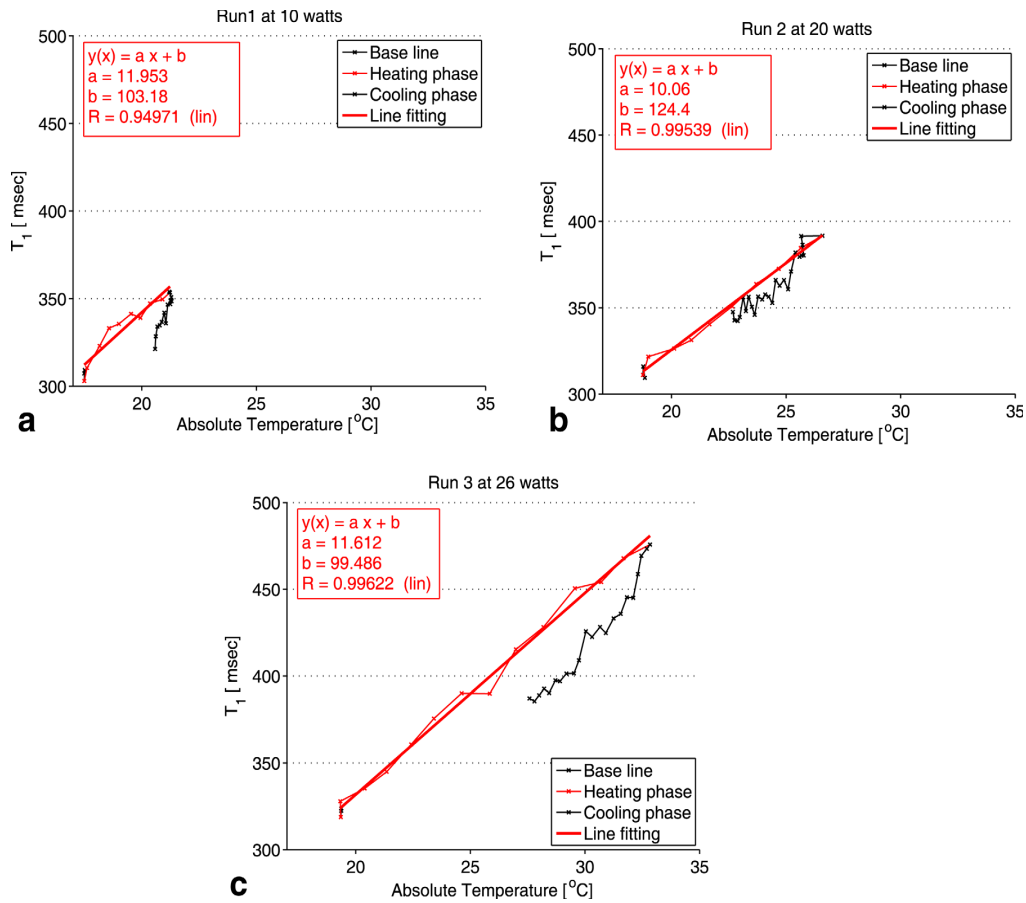 Run1 at 10 watts
500
450
400
350
300
20
25
30
35
T1 [ msec]
Absolute Temperature [°C]
y(x) = a x + b
a = 11.953
b = 103.18
R = 0.94971 (lin)
Base line
Heating phase
Cooling phase
Line fitting
a
Run 2 at 20 watts
500
450
400
350
300
20
25
30
35
T1 [ msec]
Absolute Temperature [°C]
y(x) = a x + b
a = 10.06
b = 124.4
R = 0.99539 (lin)
Base line
Heating phase
Cooling phase
Line fitting
b
Run 3 at 26 watts
500
450
400
350
300
20
25
30
35
T1 [ msec]
Absolute Temperature [°C]
y(x) = a x + b
a = 11.612
b = 99.486
R = 0.99622 (lin)
Base line
Heating phase
Cooling phase
Line fitting
c